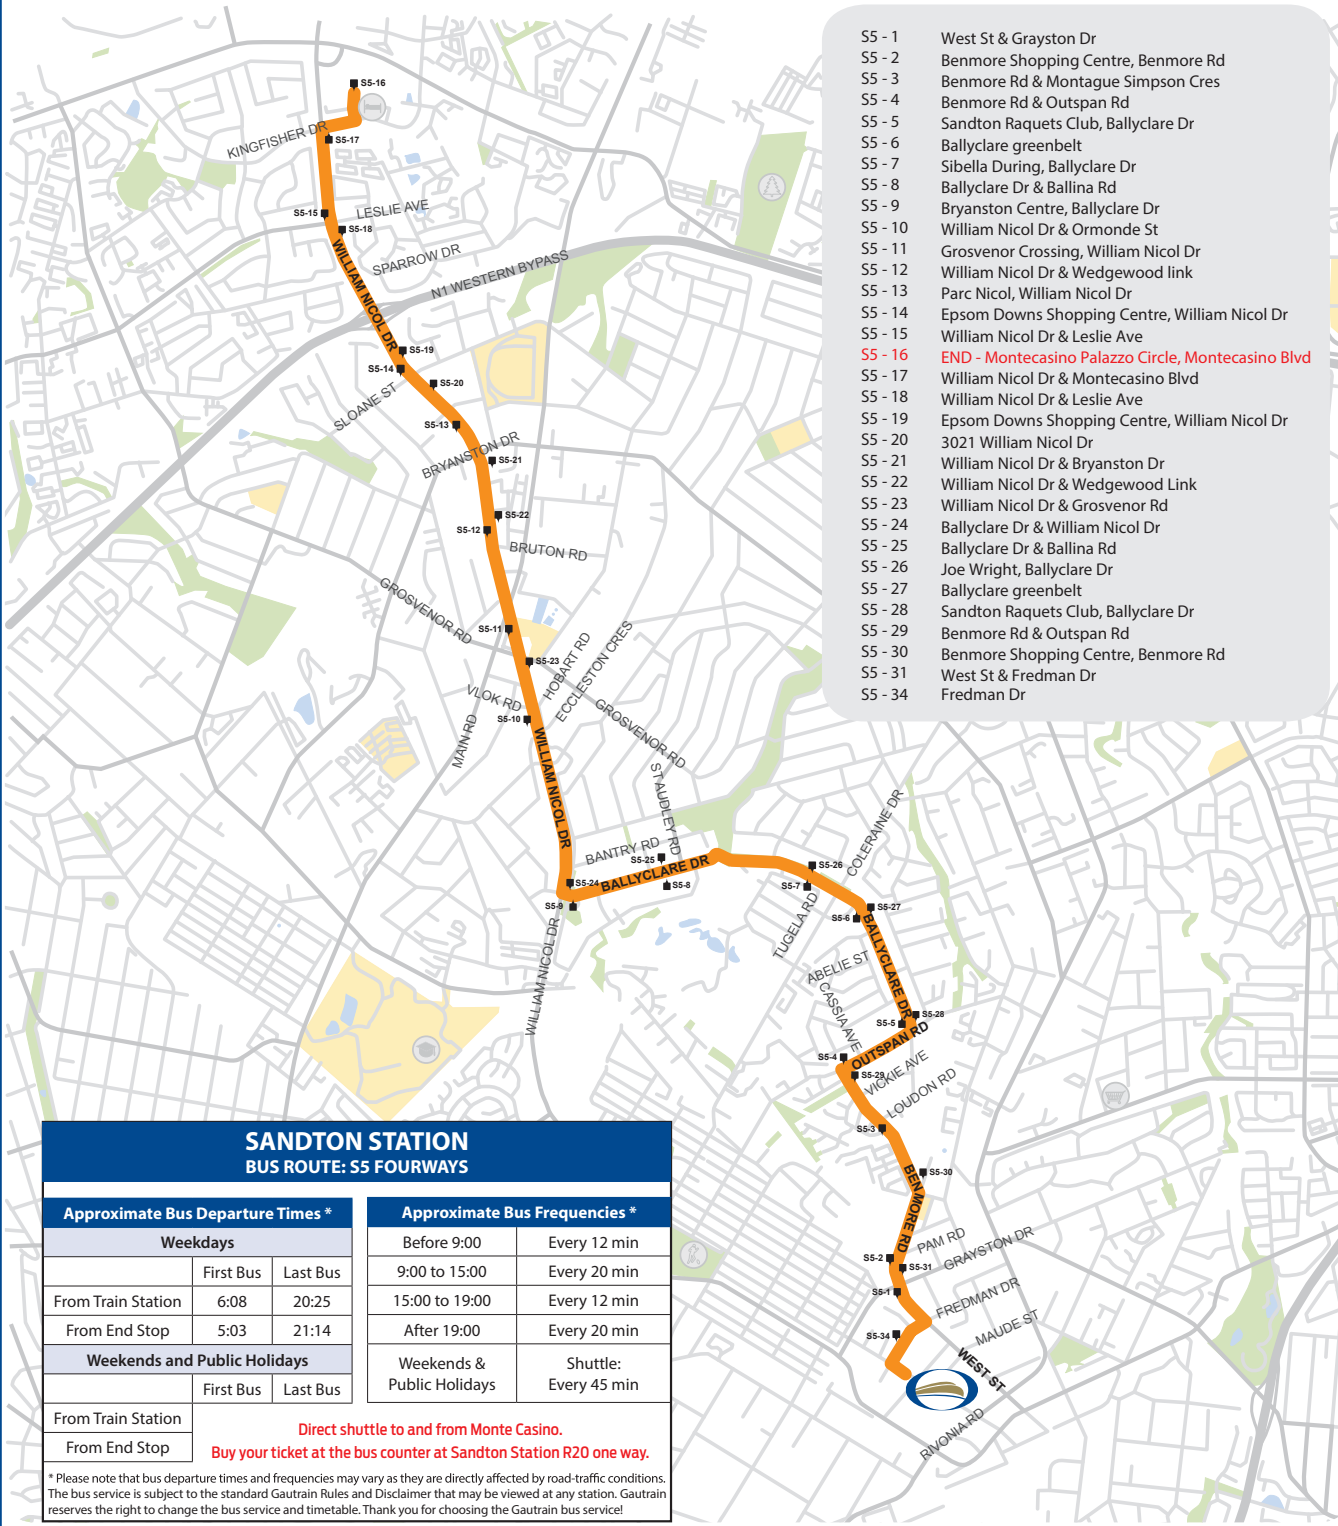 S5 - 1 West St & Grayston Dr
S5 - 2 Benmore Shopping Centre, Benmore Rd
S5 - 3 Benmore Rd & Montague Simpson Cres
S5 - 4 Benmore Rd & Outspan Rd
S5 - 5 Sandton Raquets Club, Ballyclare Dr
S5 - 6 Ballyclare greenbelt
S5 - 7 Sibella During, Ballyclare Dr
S5 - 8 Ballyclare Dr & Ballina Rd
S5 - 9 Bryanston Centre, Ballyclare Dr
S5 - 10 William Nicol Dr & Ormonde St
S5 - 11 Grosvenor Crossing, William Nicol Dr
S5 - 12 William Nicol Dr & Wedgewood link
S5 - 13 Parc Nicol, William Nicol Dr
S5 - 14 Epsom Downs Shopping Centre, William Nicol Dr
S5 - 15 William Nicol Dr & Leslie Ave
S5 - 16 END - Montecasino Palazzo Circle, Montecasino Blvd
S5 - 17 William Nicol Dr & Montecasino Blvd
S5 - 18 William Nicol Dr & Leslie Ave
S5 - 19 Epsom Downs Shopping Centre, William Nicol Dr
S5 - 20 3021 William Nicol Dr
S5 - 21 William Nicol Dr & Bryanston Dr
S5 - 22 William Nicol Dr & Wedgewood Link
S5 - 23 William Nicol Dr & Grosvenor Rd
S5 - 24 Ballyclare Dr & William Nicol Dr
S5 - 25 Ballyclare Dr & Ballina Rd
S5 - 26 Joe Wright, Ballyclare Dr
S5 - 27 Ballyclare greenbelt
S5 - 28 Sandton Raquets Club, Ballyclare Dr
S5 - 29 Benmore Rd & Outspan Rd
S5 - 30 Benmore Shopping Centre, Benmore Rd
S5 - 31 West St & Fredman Dr
S5 - 34 Fredman Dr
S5-16
KINGFISHER DR
S5-17
S5-15
LESLIE AVE
S5-18
SPARROW DR
WILLIAM NICOL DR
N1 WESTERN BYPASS
S5-19
S5-14
S5-20
SLOANE ST
S5-13
BRYANSTON DR
S5-21
S5-22
S5-12
BRUTON RD
GROSVENOR RD
S5-11
S5-23
HOBART RD
ECCLESTON CRES
VLOK RD
S5-10
GROSVENOR RD
MAIN RD
WILLIAM NICOL DR
ST AUDLEY RD
COLERAINE DR
BANTRY RD
S5-25
S5-26
S5-24
BALLYCLARE DR
S5-8
S5-7
S5-9
S5-27
S5-6
TUGELA RD
BALLYCLARE DR
WILLIAM NICOL DR
ABELIE ST
CASSIA AVE
S5-28
S5-5
OUTSPAN RD
S5-4
S5-29
VICKIE AVE
LOUDON RD
S5-3
S5-30
BEN MORE RD
PAM RD
GRAYSTON DR
S5-2
S5-31
S5-1
FREDMAN DR
MAUDE ST
S5-34
WEST ST
RIVONIA RD
SANDTON STATION
BUS ROUTE: S5 FOURWAYS
Approximate Bus Departure Times *
Weekdays
First Bus Last Bus
From Train Station 6:08 20:25
From End Stop 5:03 21:14
Weekends and Public Holidays
First Bus Last Bus
From Train Station
From End Stop
Approximate Bus Frequencies *
Before 9:00 Every 12 min
9:00 to 15:00 Every 20 min
15:00 to 19:00 Every 12 min
After 19:00 Every 20 min
Weekends & Shuttle:
Public Holidays Every 45 min
Direct shuttle to and from Monte Casino.
Buy your ticket at the bus counter at Sandton Station R20 one way.
* Please note that bus departure times and frequencies may vary as they are directly affected by road-traffic conditions.
The bus service is subject to the standard Gautrain Rules and Disclaimer that may be viewed at any station. Gautrain
reserves the right to change the bus service and timetable. Thank you for choosing the Gautrain bus service!